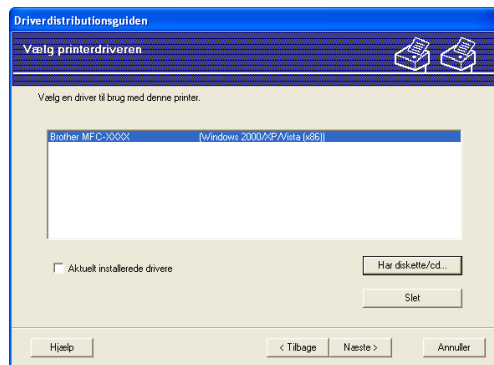 Driverdistributionsguiden
Vælg printerdriveren
Vælg en driver til brug med denne printer.
Brother MFC-XXXX (Windows 2000/XP/Vista (x86))
Aktuelt installerede drivere
Har diskette/cd...
Slet
Hjælp
< Tilbage
Næste >
Annuller